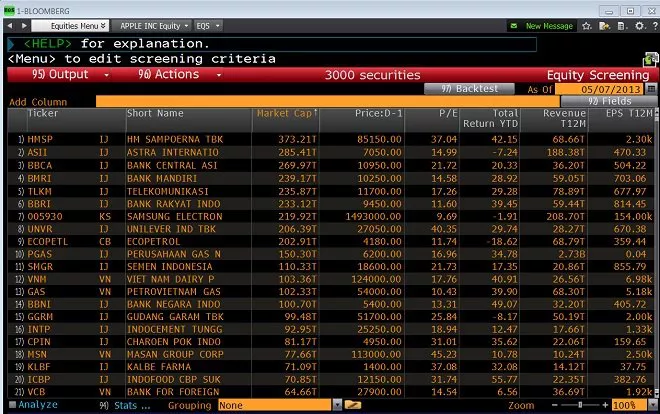 1-BLOOMBERG
Equities Menu APPLE INC Equity EQS New Message
<HELP> for explanation.
<Menu> to edit screening criteria
95) Output 96) Actions 3000 securities Equity Screening
97) Backtest As Of 05/07/2013
Add Column 98) Fields
Ticker Short Name Market Cap↑ Price:D-1 P/E Total Return YTD Revenue T12M EPS T12M
1) HMSP IJ HM SAMPOERNA TBK 373.21T 85150.00 37.04 42.15 68.66T 2.30k
2) ASII IJ ASTRA INTERNATIO 285.41T 7050.00 14.99 -7.24 188.38T 470.33
3) BBCA IJ BANK CENTRAL ASI 269.97T 10950.00 21.72 20.33 36.20T 504.22
4) BMRI IJ BANK MANDIRI 239.17T 10250.00 14.58 28.92 59.05T 703.06
5) TLKM IJ TELEKOMUNIKASI 235.87T 11700.00 17.26 29.28 78.89T 677.97
6) BBRI IJ BANK RAKYAT INDO 233.12T 9450.00 11.60 39.45 59.44T 814.45
7) 005930 KS SAMSUNG ELECTRON 219.92T 1493000.00 9.69 -1.91 208.70T 154.00k
8) UNVR IJ UNILEVER IND TBK 206.39T 27050.00 40.35 29.74 28.27T 670.38
9) ECOPETL CB ECOPETROL 202.91T 4180.00 11.74 -18.62 68.79T 359.44
10) PGAS IJ PERUSAHAAN GAS N 150.30T 6200.00 16.96 34.78 2.73B 0.04
11) SMGR IJ SEMEN INDONESIA 110.33T 18600.00 21.73 17.35 20.86T 855.79
12) VNM VN VIET NAM DAIRY P 103.36T 124000.00 17.76 40.91 26.56T 6.98k
13) GAS VN PETROVIETNAM GAS 102.33T 54000.00 10.43 39.90 68.30T 5.18k
14) BBNI IJ BANK NEGARA INDO 100.70T 5400.00 13.31 49.07 32.20T 405.72
15) GGRM IJ GUDANG GARAM TBK 99.48T 51700.00 25.84 -8.17 50.19T 2.00k
16) INTP IJ INDOCEMENT TUNGG 92.95T 25250.00 18.94 12.47 17.66T 1.33k
17) CPIN IJ CHAROEN POK INDO 81.17T 4950.00 31.01 35.62 22.06T 159.65
18) MSN VN MASAN GROUP CORP 77.66T 113000.00 45.23 10.78 10.24T 2.50k
19) KLBF IJ KALBE FARMA 71.09T 1400.00 37.08 32.08 14.12T 37.75
20) ICBP IJ INDOFOOD CBP SUK 70.85T 12150.00 31.74 55.77 22.35T 382.76
21) VCB VN BANK FOR FOREIGN 64.66T 27900.00 14.54 6.56 36.69T 1.92k
Analyze 94) Stats ... Grouping None Zoom - + 100%